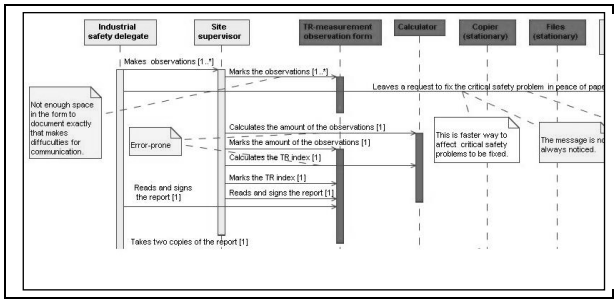 Industrial
safety delegate
Site
supervisor
TR-measurement
observation form
Calculator
Copier
(stationary)
Files
(stationary)
Makes observations [1..*]
Marks the observations [1..*]
Leaves a request to fix the critical safety problem in peace of pape
Not enough space
in the form to
document exactly
that makes
diffuculties for
communication.
Error-prone
Calculates the amount of the observations [1]
Marks the amount of the observations [1]
Calculates the TR index [1]
This is faster way to
affect critical safety
problems to be fixed.
The message is no
always noticed.
Marks the TR index [1]
Reads and signs
the report [1]
Reads and signs the report [1]
Takes two copies of the report [1]